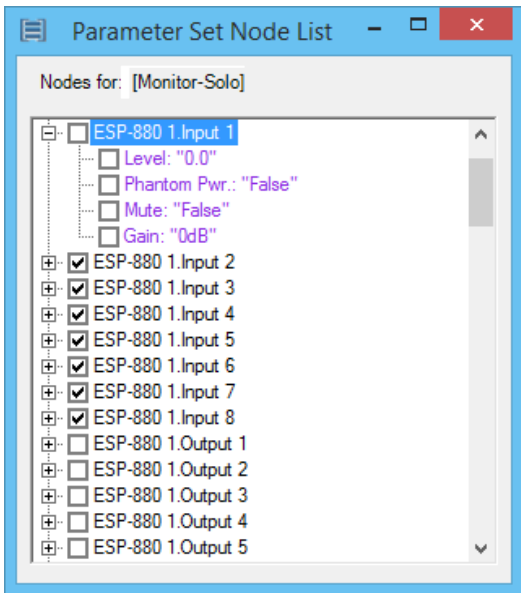 Parameter Set Node List
Nodes for: [Monitor-Solo]
ESP-880 1.Input 1
Level: "0.0"
Phantom Pwr.: "False"
Mute: "False"
Gain: "0dB"
ESP-880 1.Input 2
ESP-880 1.Input 3
ESP-880 1.Input 4
ESP-880 1.Input 5
ESP-880 1.Input 6
ESP-880 1.Input 7
ESP-880 1.Input 8
ESP-880 1.Output 1
ESP-880 1.Output 2
ESP-880 1.Output 3
ESP-880 1.Output 4
ESP-880 1.Output 5